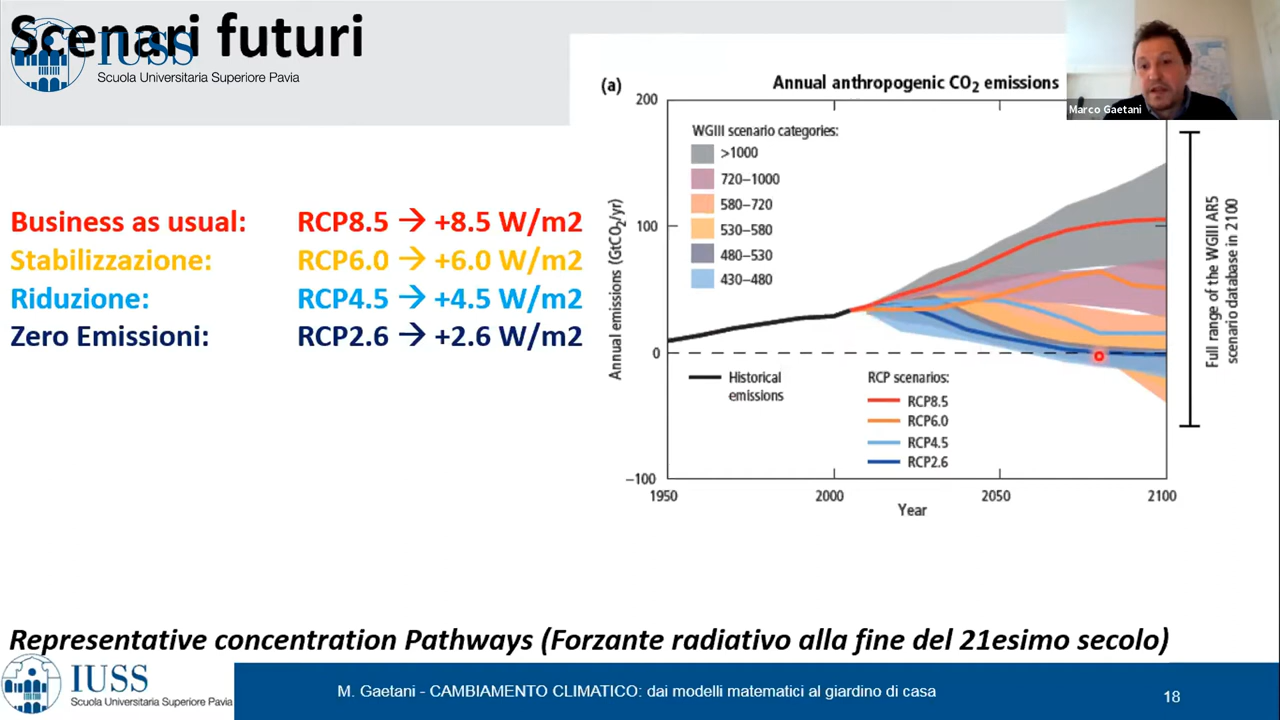 Scenari futuri
IUSS
Scuola Universitaria Superiore Pavia
Marco Gaetani
Business as usual: RCP8.5 → +8.5 W/m2
Stabilizzazione: RCP6.0 → +6.0 W/m2
Riduzione: RCP4.5 → +4.5 W/m2
Zero Emissioni: RCP2.6 → +2.6 W/m2
(a) Annual anthropogenic CO2 emissions
200
100
0
−100
Annual emissions (GtCO2/yr)
WGIII scenario categories:
>1000
720–1000
580–720
530–580
480–530
430–480
Historical
emissions
RCP scenarios:
RCP8.5
RCP6.0
RCP4.5
RCP2.6
1950 2000 2050 2100
Year
Full range of the WGIII AR5
scenario database in 2100
Representative concentration Pathways (Forzante radiativo alla fine del 21esimo secolo)
IUSS
Scuola Universitaria Superiore Pavia
M. Gaetani - CAMBIAMENTO CLIMATICO: dai modelli matematici al giardino di casa
18